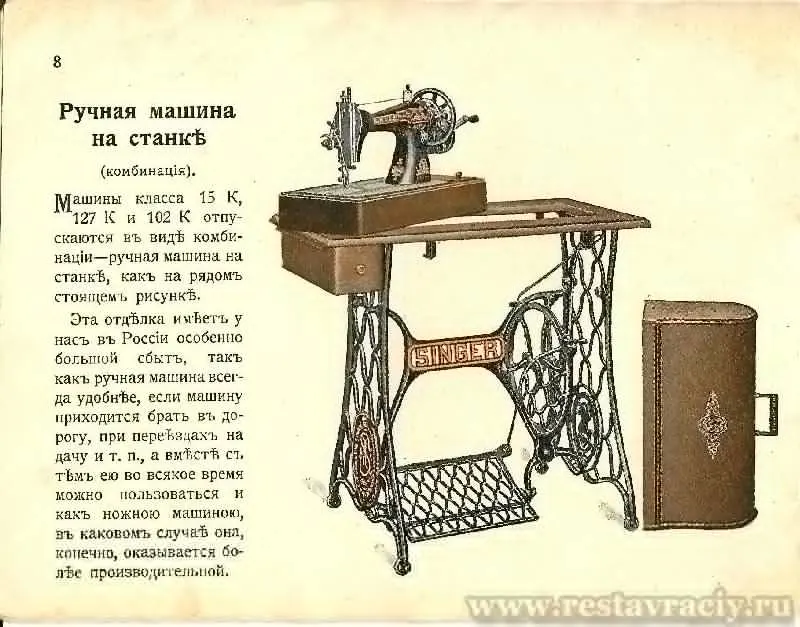 8
Ручная машина
на станкѣ
(комбинація).
Машины класса 15 К,
127 К и 102 К отпу-
скаются въ видѣ комби-
націи—ручная машина на
станкѣ, какъ на рядомъ
стоящемъ рисункѣ.
Эта отдѣлка имѣетъ у
насъ въ Россіи особенно
большой сбытъ, такъ
какъ ручная машина всег-
да удобнѣе, если машину
приходится брать въ до-
рогу, при переѣздахъ на
дачу и т. п., а вмѣстѣ съ
тѣмъ ею во всякое время
можно пользоваться и
какъ ножною машиною,
въ каковомъ случаѣ она,
конечно, оказывается бо-
лѣе производительной.
SINGER
www.restavraciy.ru